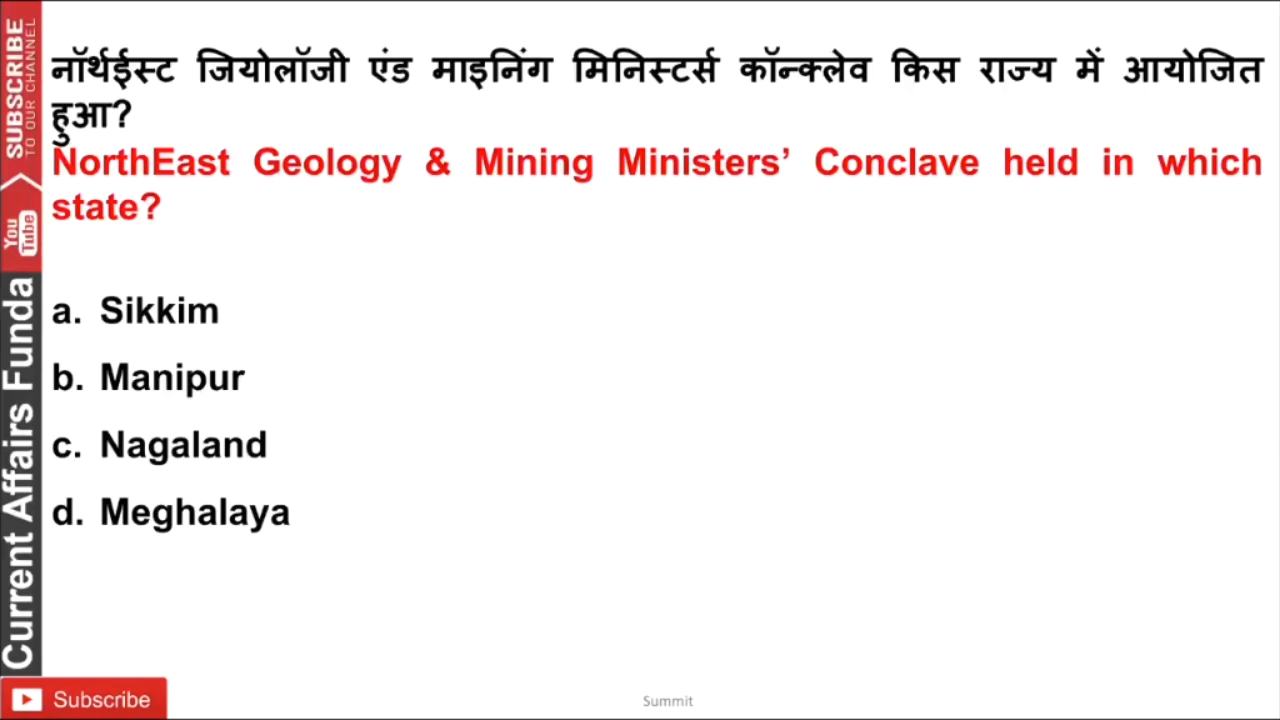 नॉर्थईस्ट जियोलॉजी एंड माइनिंग मिनिस्टर्स कॉन्क्लेव किस राज्य में आयोजित
हुआ?
NorthEast Geology & Mining Ministers’ Conclave held in which
state?
a. Sikkim
b. Manipur
c. Nagaland
d. Meghalaya
SUBSCRIBE
TO OUR CHANNEL
You
Tube
Current Affairs Funda
Subscribe
Summit